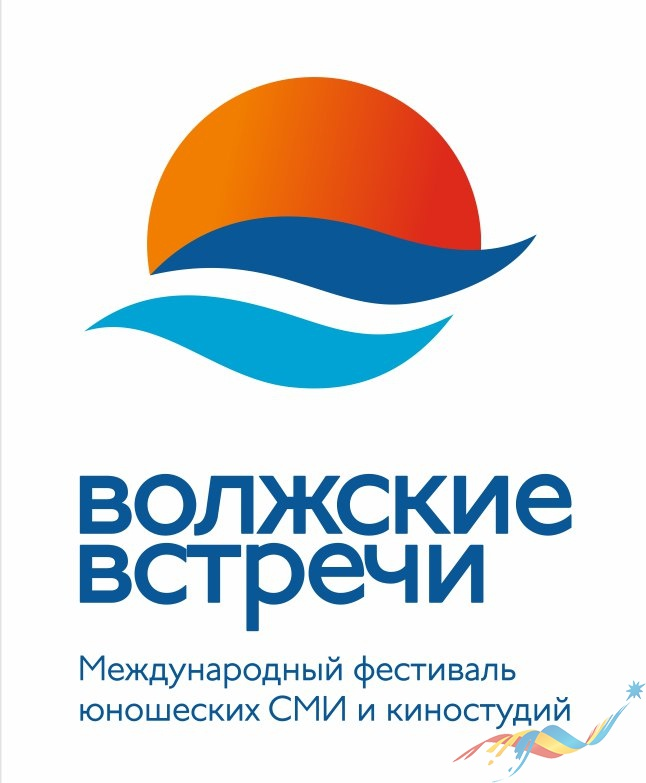 волжские
встречи
Международный фестиваль
юношеских СМИ и киностудий